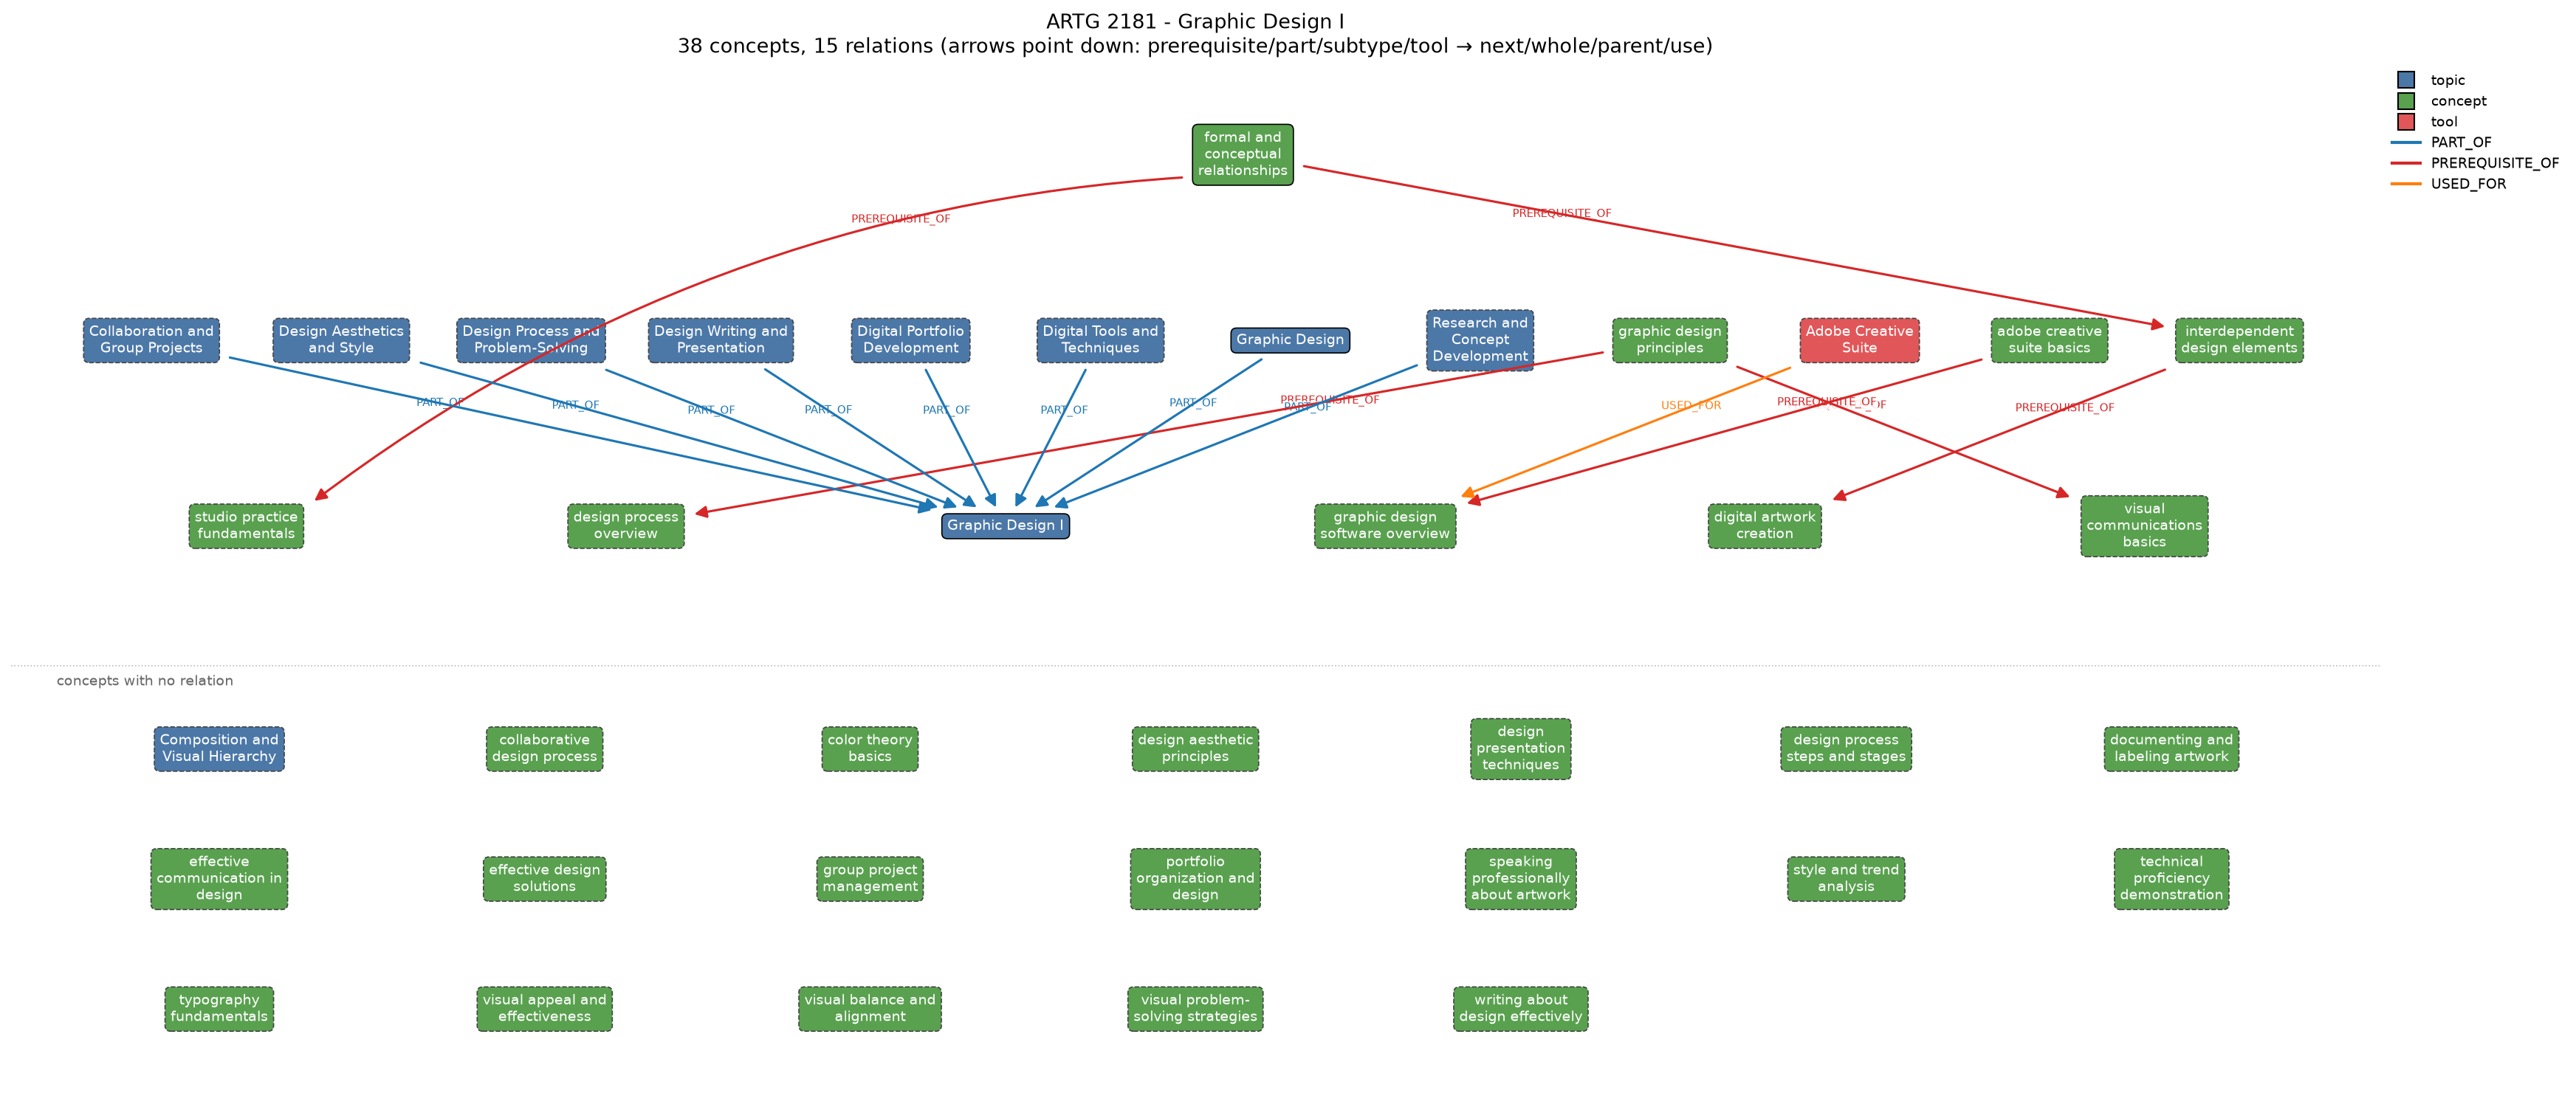 ARTG 2181 - Graphic Design I
38 concepts, 15 relations (arrows point down: prerequisite/part/subtype/tool → next/whole/parent/use)
topic
concept
tool
PART_OF
PREREQUISITE_OF
USED_FOR
formal and
conceptual
relationships
PREREQUISITE_OF
PREREQUISITE_OF
Collaboration and
Group Projects
Design Aesthetics
and Style
Design Process and
Problem-Solving
Design Writing and
Presentation
Digital Portfolio
Development
Digital Tools and
Techniques
Graphic Design
Research and
Concept
Development
graphic design
principles
Adobe Creative
Suite
adobe creative
suite basics
interdependent
design elements
PART_OF
PART_OF
PART_OF
PART_OF
PART_OF
PART_OF
PART_OF
PREREQUISITE_OF
PART_OF
USED_FOR
PREREQUISITE_OF
PREREQUISITE_OF
studio practice
fundamentals
design process
overview
Graphic Design I
graphic design
software overview
digital artwork
creation
visual
communications
basics
concepts with no relation
Composition and
Visual Hierarchy
collaborative
design process
color theory
basics
design aesthetic
principles
design
presentation
techniques
design process
steps and stages
documenting and
labeling artwork
effective
communication in
design
effective design
solutions
group project
management
portfolio
organization and
design
speaking
professionally
about artwork
style and trend
analysis
technical
proficiency
demonstration
typography
fundamentals
visual appeal and
effectiveness
visual balance and
alignment
visual problem-
solving strategies
writing about
design effectively